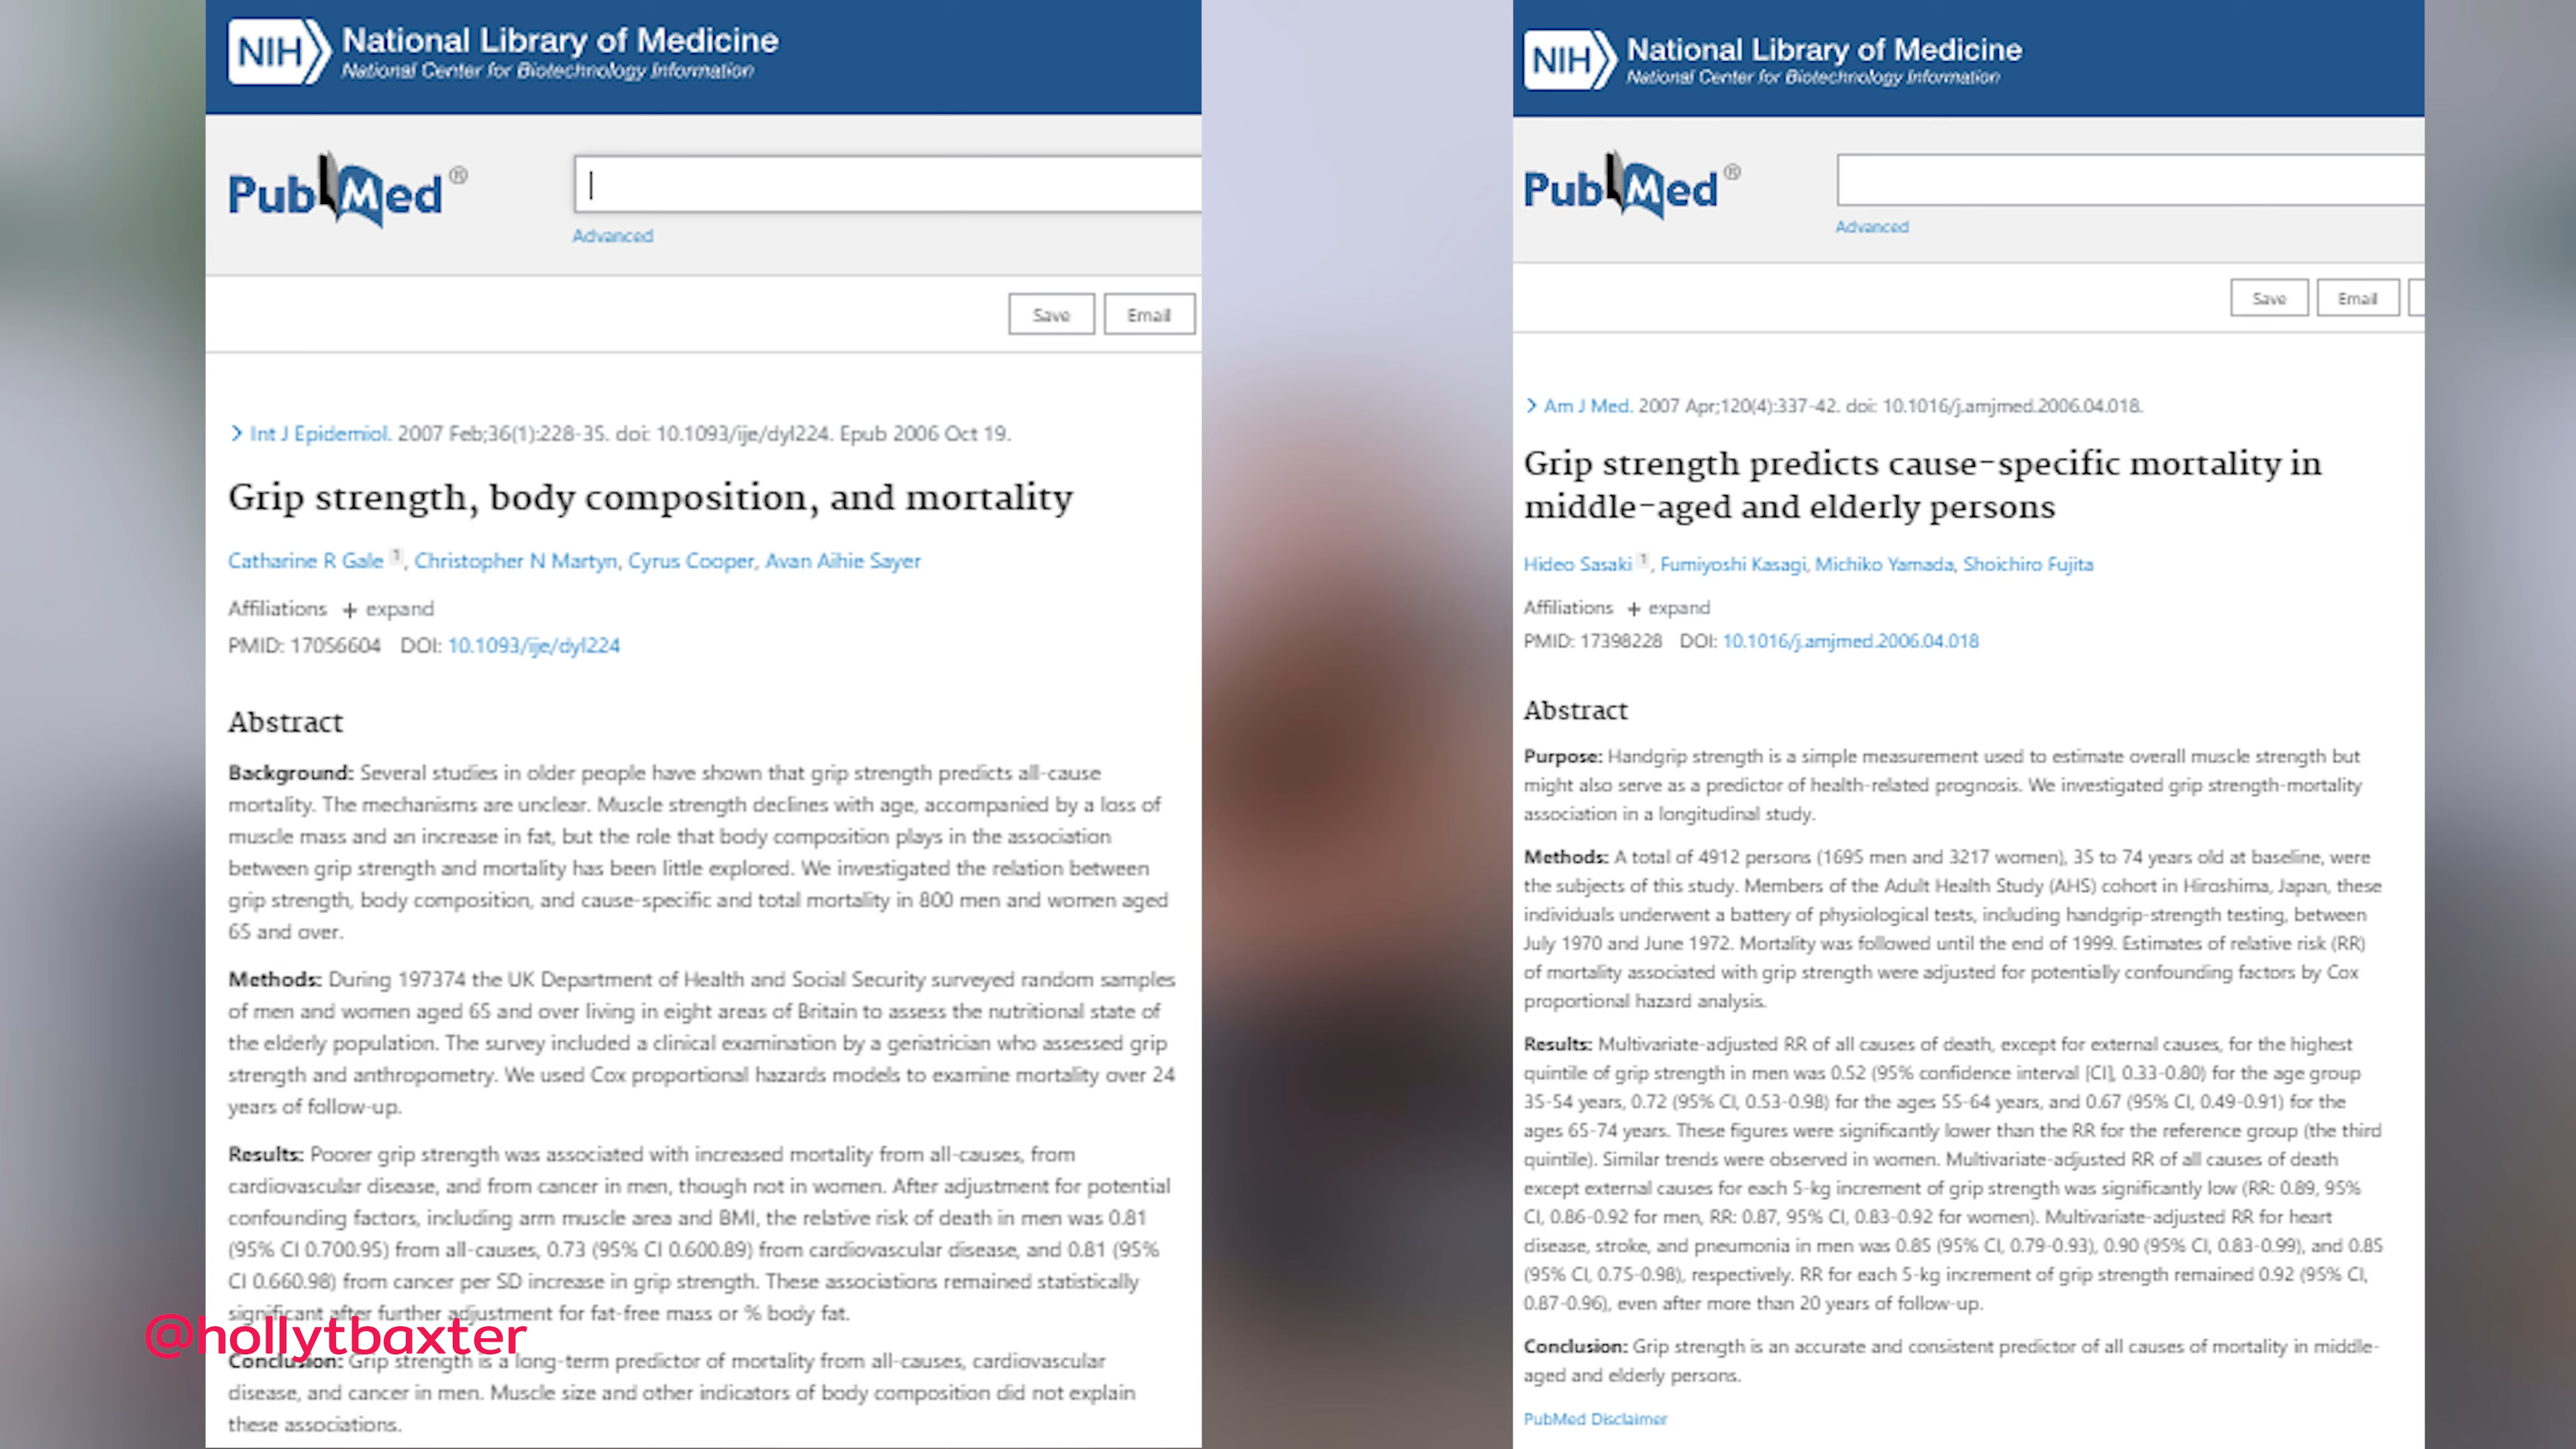 NIH National Library of Medicine
National Center for Biotechnology Information
PubMed®
Advanced
Save Email
Int J Epidemiol. 2007 Feb;36(1):228-35. doi: 10.1093/ije/dyl224. Epub 2006 Oct 19.
Grip strength, body composition, and mortality
Catharine R Gale 1, Christopher N Martyn, Cyrus Cooper, Avan Aihie Sayer
Affiliations + expand
PMID: 17056604 DOI: 10.1093/ije/dyl224
Abstract
Background: Several studies in older people have shown that grip strength predicts all-cause
mortality. The mechanisms are unclear. Muscle strength declines with age, accompanied by a loss of
muscle mass and an increase in fat, but the role that body composition plays in the association
between grip strength and mortality has been little explored. We investigated the relation between
grip strength, body composition, and cause-specific and total mortality in 800 men and women aged
65 and over.
Methods: During 197374 the UK Department of Health and Social Security surveyed random samples
of men and women aged 65 and over living in eight areas of Britain to assess the nutritional state of
the elderly population. The survey included a clinical examination by a geriatrician who assessed grip
strength and anthropometry. We used Cox proportional hazards models to examine mortality over 24
years of follow-up.
Results: Poorer grip strength was associated with increased mortality from all-causes, from
cardiovascular disease, and from cancer in men, though not in women. After adjustment for potential
confounding factors, including arm muscle area and BMI, the relative risk of death in men was 0.81
(95% CI 0.700.95) from all-causes, 0.73 (95% CI 0.600.89) from cardiovascular disease, and 0.81 (95%
CI 0.660.98) from cancer per SD increase in grip strength. These associations remained statistically
significant after further adjustment for fat-free mass or % body fat.
@hollytbaxter
Conclusion: Grip strength is a long-term predictor of mortality from all-causes, cardiovascular
disease, and cancer in men. Muscle size and other indicators of body composition did not explain
these associations.
NIH National Library of Medicine
National Center for Biotechnology Information
PubMed®
Advanced
Save Email
Am J Med. 2007 Apr;120(4):337-42. doi: 10.1016/j.amjmed.2006.04.018.
Grip strength predicts cause-specific mortality in
middle-aged and elderly persons
Hideo Sasaki 1, Fumiyoshi Kasagi, Michiko Yamada, Shoichiro Fujita
Affiliations + expand
PMID: 17398228 DOI: 10.1016/j.amjmed.2006.04.018
Abstract
Purpose: Handgrip strength is a simple measurement used to estimate overall muscle strength but
might also serve as a predictor of health-related prognosis. We investigated grip strength-mortality
association in a longitudinal study.
Methods: A total of 4912 persons (1695 men and 3217 women), 35 to 74 years old at baseline, were
the subjects of this study. Members of the Adult Health Study (AHS) cohort in Hiroshima, Japan, these
individuals underwent a battery of physiological tests, including handgrip-strength testing, between
July 1970 and June 1972. Mortality was followed until the end of 1999. Estimates of relative risk (RR)
of mortality associated with grip strength were adjusted for potentially confounding factors by Cox
proportional hazard analysis.
Results: Multivariate-adjusted RR of all causes of death, except for external causes, for the highest
quintile of grip strength in men was 0.52 (95% confidence interval [CI], 0.33-0.80) for the age group
35-54 years, 0.72 (95% CI, 0.53-0.98) for the ages 55-64 years, and 0.67 (95% CI, 0.49-0.91) for the
ages 65-74 years. These figures were significantly lower than the RR for the reference group (the third
quintile). Similar trends were observed in women. Multivariate-adjusted RR of all causes of death
except external causes for each 5-kg increment of grip strength was significantly low (RR: 0.89, 95%
CI, 0.86-0.92 for men, RR: 0.87, 95% CI, 0.83-0.92 for women). Multivariate-adjusted RR for heart
disease, stroke, and pneumonia in men was 0.85 (95% CI, 0.79-0.93), 0.90 (95% CI, 0.83-0.99), and 0.85
(95% CI, 0.75-0.98), respectively. RR for each 5-kg increment of grip strength remained 0.92 (95% CI,
0.87-0.96), even after more than 20 years of follow-up.
Conclusion: Grip strength is an accurate and consistent predictor of all causes of mortality in middle-
aged and elderly persons.
PubMed Disclaimer